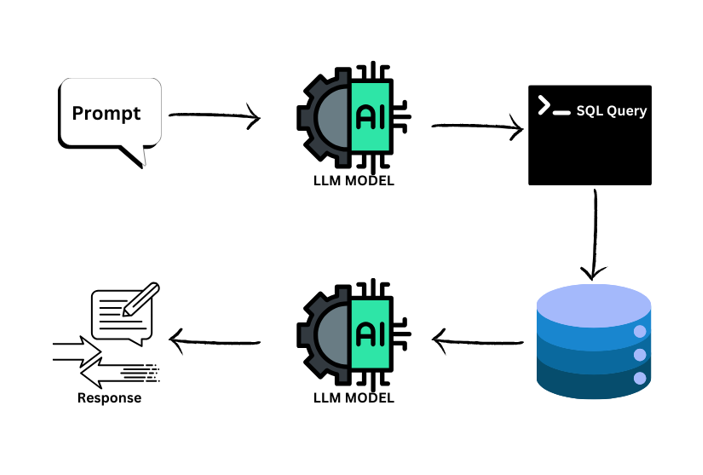 Prompt
AI
LLM MODEL
>_ SQL Query
AI
LLM MODEL
Response